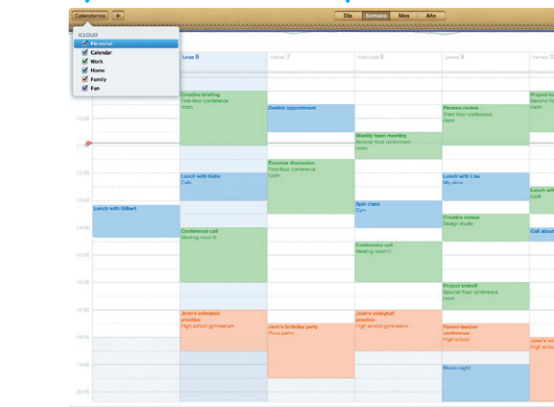 Calendarios +
Día Semana Mes Año
ICLOUD
Personal
Calendar
Work
Home
Family
Fun
lunes 6
martes 7
miércoles 8
jueves 9
Creative briefing
First-floor conference
room
Lunch with Gilbert
Lunch with Katie
Cafe
Conference call
Meeting room B
Jenn's volleyball
practice
High school gymnasium
Dentist appointment
Expense discussion
First-floor conference
room
Jenn's birthday party
Pizza parlor
Weekly team meeting
Second-floor conference
room
Spin class
Gym
Conference call
Jenn's volleyball
practice
High school gymnasium
Finance review
Third-floor conference
room
Lunch with Lisa
My place
Creative review
Design studio
Project kickoff
Second-floor conference
room
Parent-teacher
conference
High school
Movie night
Call about